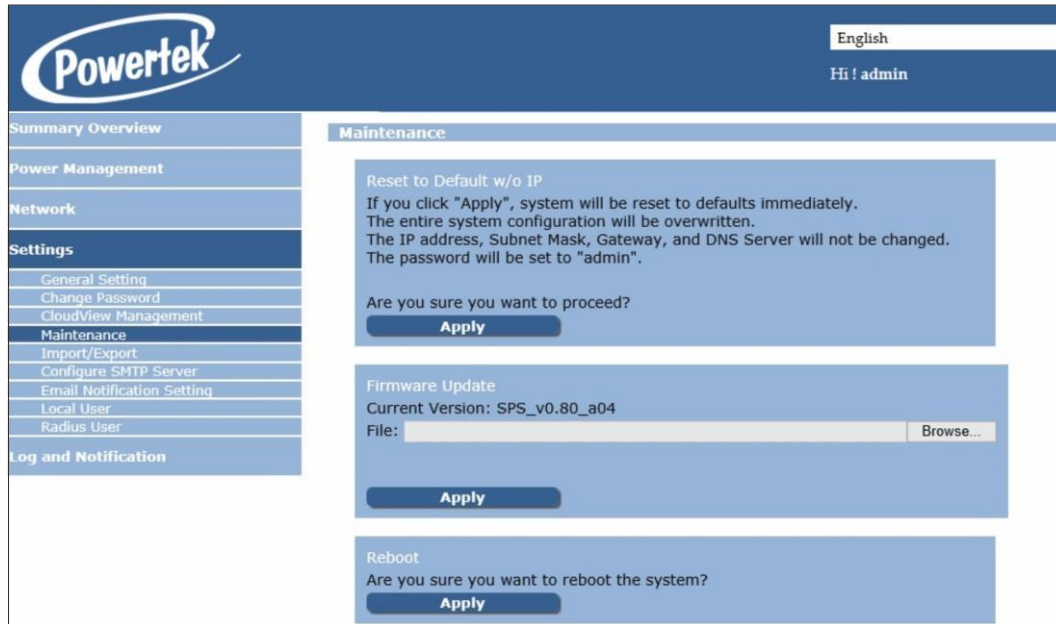 Powertek
English
Hi ! admin
Summary Overview
Power Management
Network
Settings
General Setting
Change Password
CloudView Management
Maintenance
Import/Export
Configure SMTP Server
Email Notification Setting
Local User
Radius User
Log and Notification
Maintenance
Reset to Default w/o IP
If you click "Apply", system will be reset to defaults immediately.
The entire system configuration will be overwritten.
The IP address, Subnet Mask, Gateway, and DNS Server will not be changed.
The password will be set to "admin".
Are you sure you want to proceed?
Apply
Firmware Update
Current Version: SPS_v0.80_a04
File: Browse...
Apply
Reboot
Are you sure you want to reboot the system?
Apply